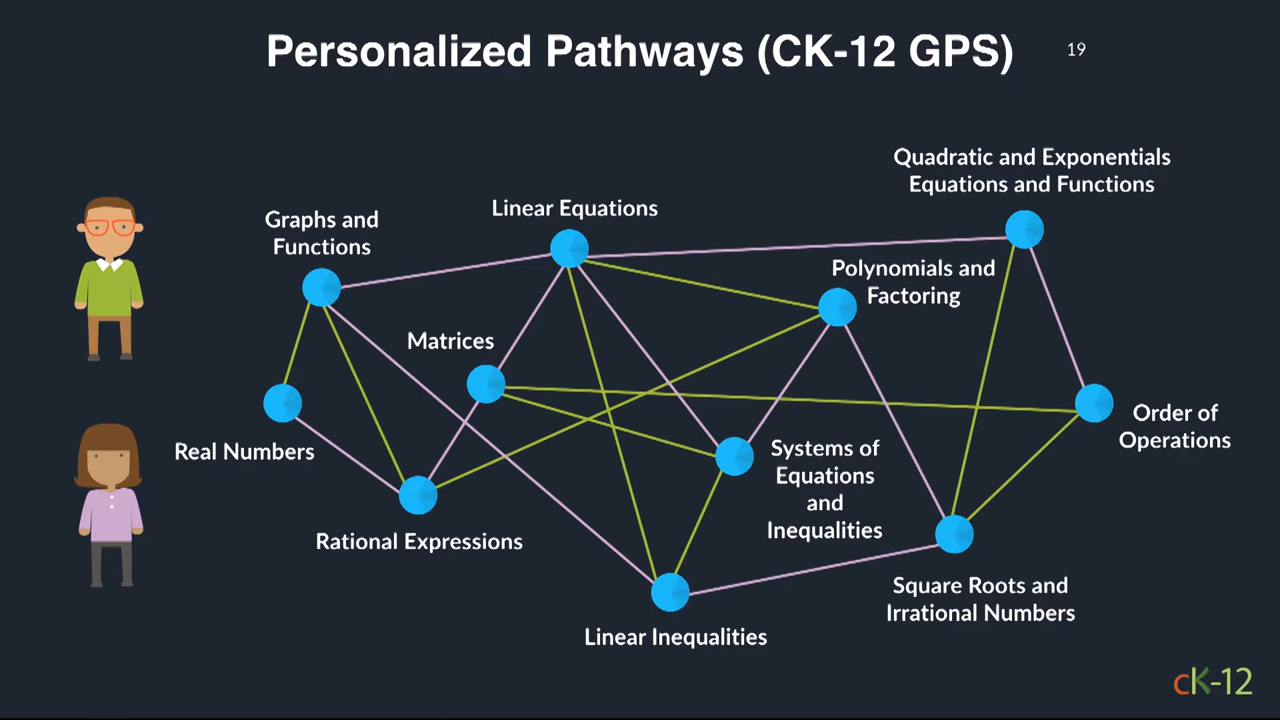 Personalized Pathways (CK-12 GPS)
19
Quadratic and Exponentials
Equations and Functions
Linear Equations
Graphs and
Functions
Polynomials and
Factoring
Matrices
Order of
Operations
Real Numbers
Systems of
Equations
and
Inequalities
Rational Expressions
Square Roots and
Irrational Numbers
Linear Inequalities
cK-12